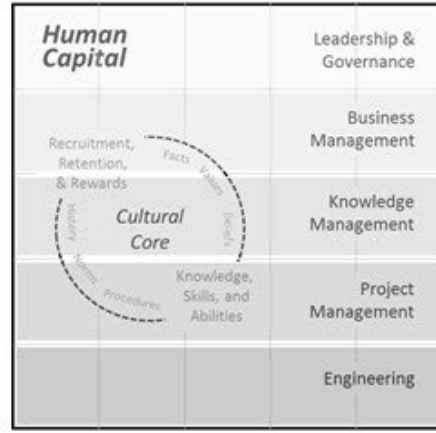 Human
Capital
Leadership &
Governance
Business
Management
Recruitment,
Retention,
& Rewards
Facts
Values
Beliefs
Knowledge
Management
Cultural
Core
History
Norms
Procedures
Knowledge,
Skills, and
Abilities
Project
Management
Engineering